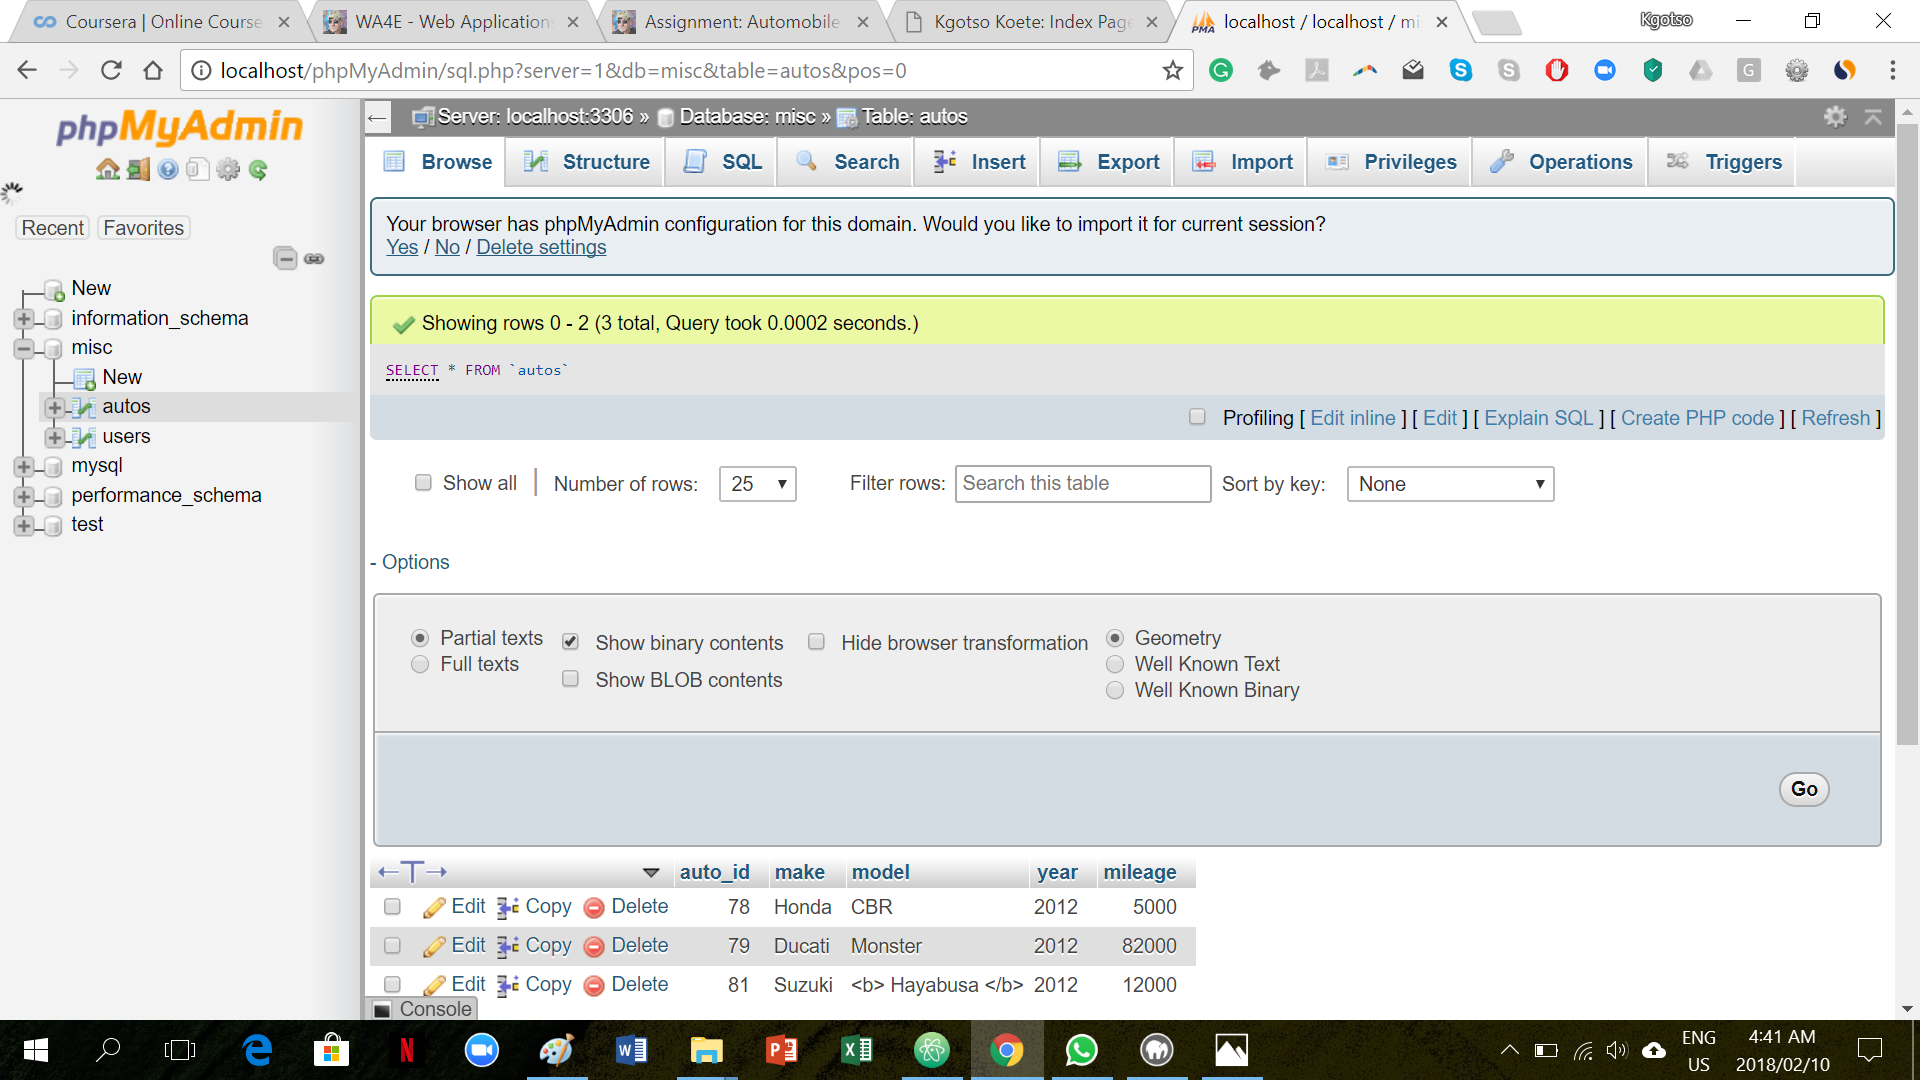 Coursera | Online Course
WA4E - Web Application
Assignment: Automobile
Kgotso Koete: Index Page
localhost / localhost / mi
Kgotso
localhost/phpMyAdmin/sql.php?server=1&db=misc&table=autos&pos=0
phpMyAdmin
Server: localhost:3306 » Database: misc » Table: autos
Browse Structure SQL Search Insert Export Import Privileges Operations Triggers
Recent Favorites
New
information_schema
misc
New
autos
users
mysql
performance_schema
test
Your browser has phpMyAdmin configuration for this domain. Would you like to import it for current session?
Yes / No / Delete settings
Showing rows 0 - 2 (3 total, Query took 0.0002 seconds.)
SELECT * FROM `autos`
Profiling [ Edit inline ] [ Edit ] [ Explain SQL ] [ Create PHP code ] [ Refresh ]
Show all | Number of rows: 25 Filter rows: Search this table Sort by key: None
- Options
Partial texts
Full texts
Show binary contents
Show BLOB contents
Hide browser transformation
Geometry
Well Known Text
Well Known Binary
Go
←T→ auto_id make model year mileage
Edit Copy Delete 78 Honda CBR 2012 5000
Edit Copy Delete 79 Ducati Monster 2012 82000
Edit Copy Delete 81 Suzuki <b> Hayabusa </b> 2012 12000
Console
ENG
US
4:41 AM
2018/02/10